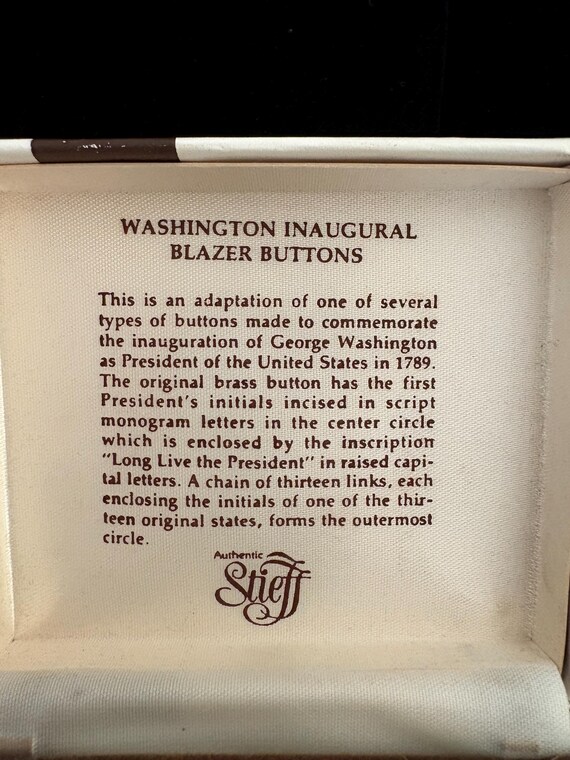 WASHINGTON INAUGURAL
BLAZER BUTTONS
This is an adaptation of one of several
types of buttons made to commemorate
the inauguration of George Washington
as President of the United States in 1789.
The original brass button has the first
President's initials incised in script
monogram letters in the center circle
which is enclosed by the inscription
"Long Live the President" in raised capi-
tal letters. A chain of thirteen links, each
enclosing the initials of one of the thir-
teen original states, forms the outermost
circle.
Authentic
Stieff